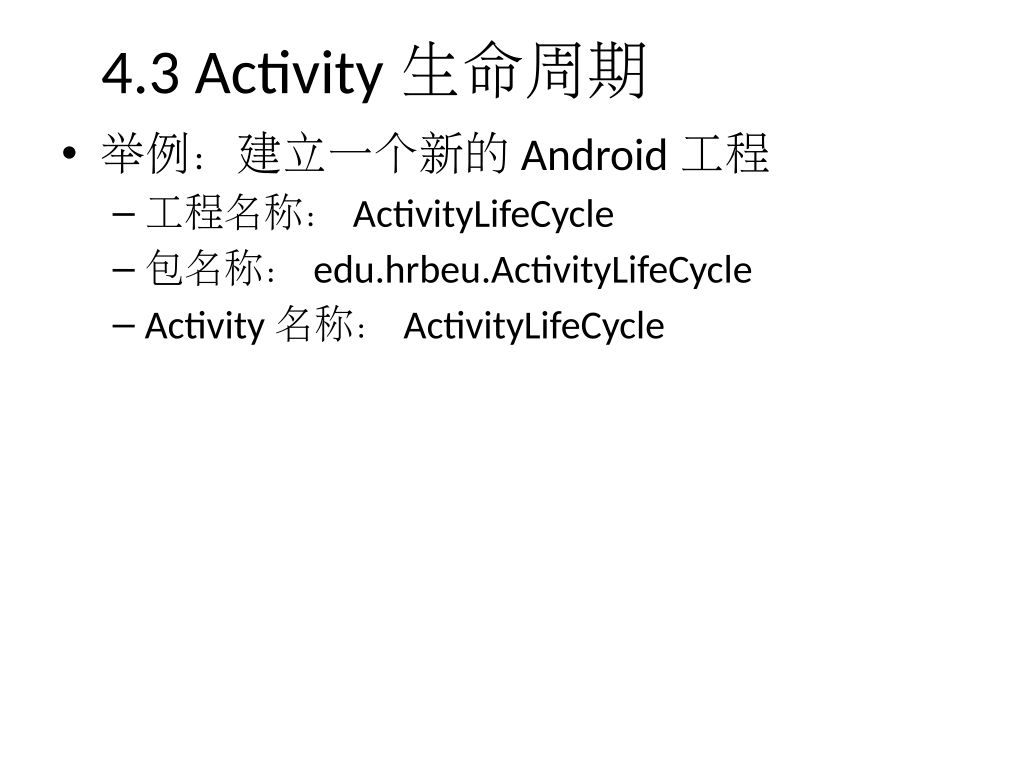 4.3 Activity 生命周期
• 举例：建立一个新的 Android 工程
– 工程名称： ActivityLifeCycle
– 包名称： edu.hrbeu.ActivityLifeCycle
– Activity 名称： ActivityLifeCycle